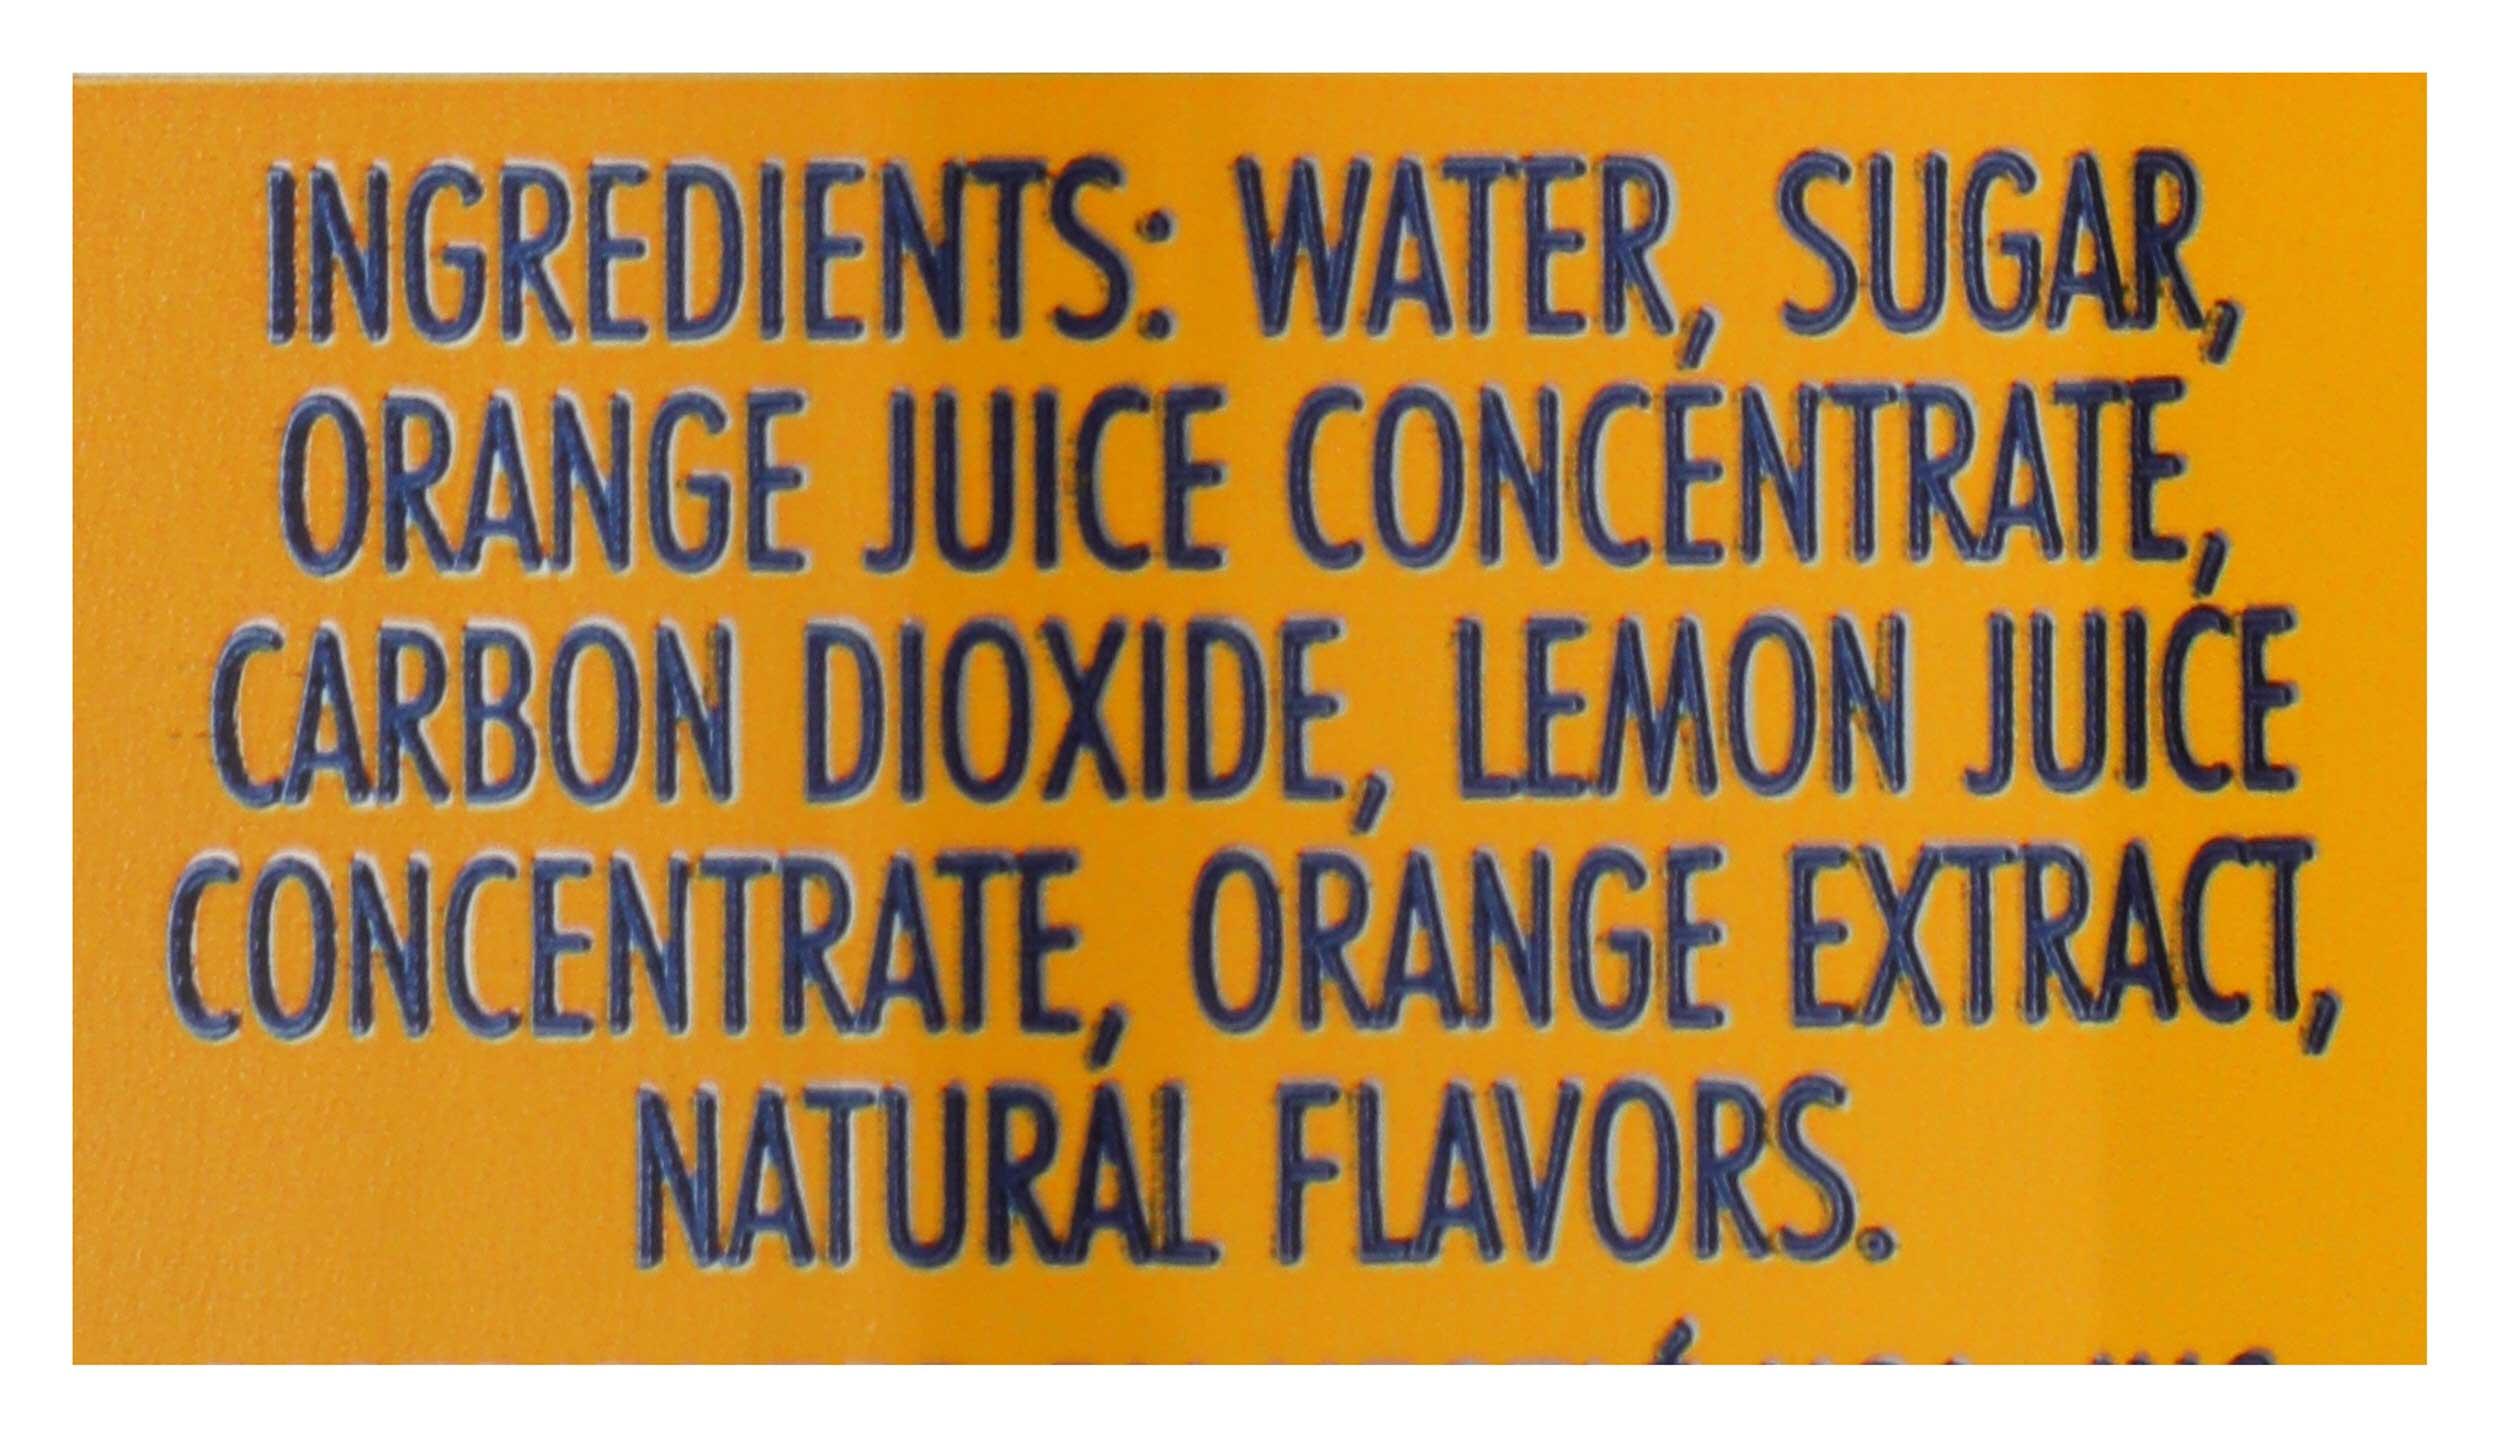 INGREDIENTS: WATER, SUGAR,
ORANGE JUICE CONCENTRATE,
CARBON DIOXIDE, LEMON JUICE
CONCENTRATE, ORANGE EXTRACT,
NATURAL FLAVORS.